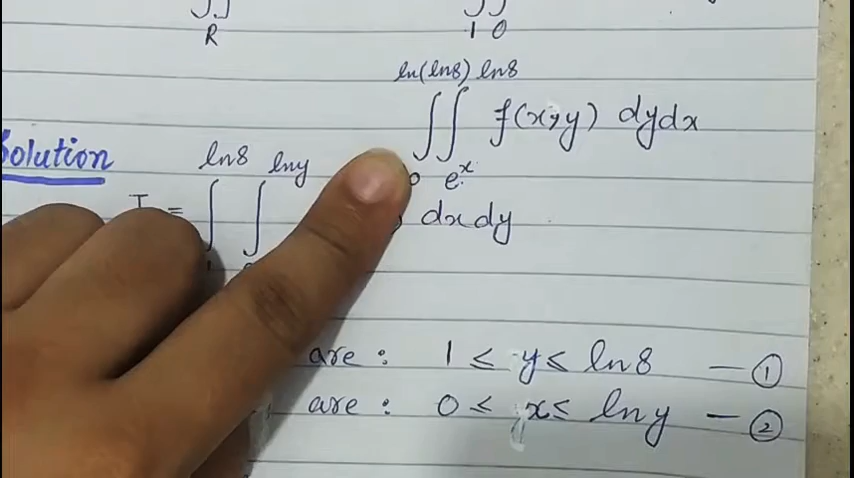 ∬ ∬
R 1 0
ln(ln8) ln8
∫∫ f(x,y) dydx
0 e^x
Solution
ln8 lny
I = ∫ ∫ dxdy
are : 1 ≤ y ≤ ln8 — ①
are : 0 ≤ x ≤ lny — ②